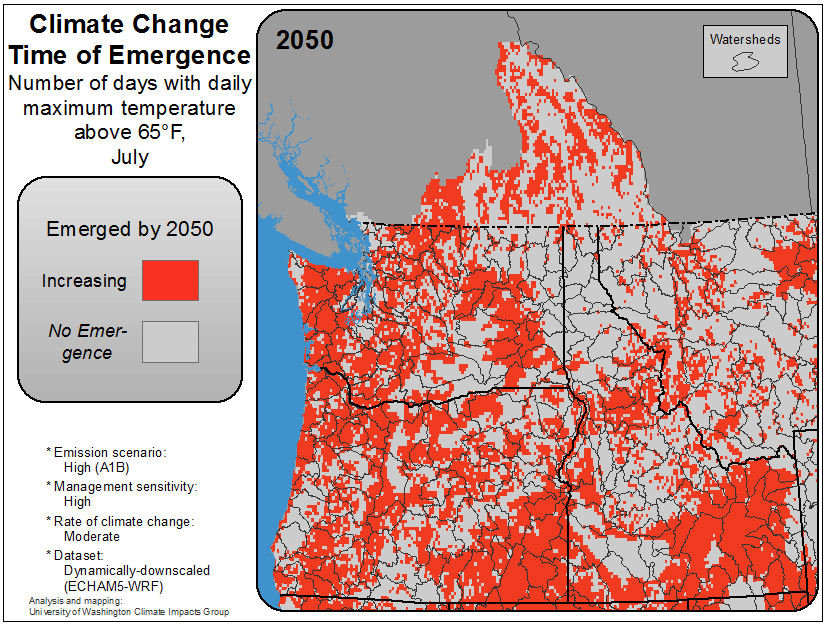 Climate Change
Time of Emergence
Number of days with daily
maximum temperature
above 65°F,
July
Emerged by 2050
Increasing
No Emer-
gence
* Emission scenario:
High (A1B)
* Management sensitivity:
High
* Rate of climate change:
Moderate
* Dataset:
Dynamically-downscaled
(ECHAM5-WRF)
Analysis and mapping:
University of Washington Climate Impacts Group
2050
Watersheds